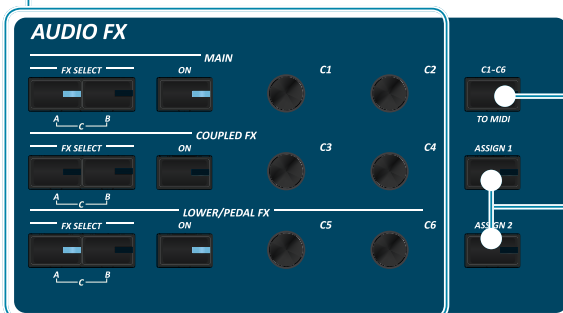 AUDIO FX
MAIN
FX SELECT ON C1 C2 C1-C6
A B
C
TO MIDI
COUPLED FX
FX SELECT ON C3 C4 ASSIGN 1
A B
C
LOWER/PEDAL FX
FX SELECT ON C5 C6 ASSIGN 2
A B
C